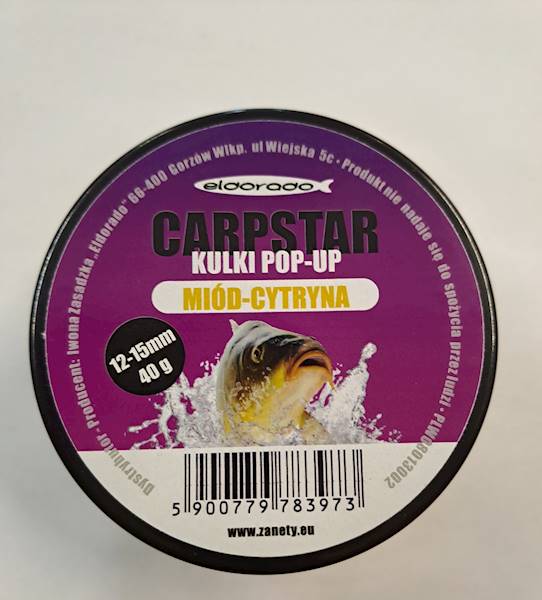 Dystrybutor - Producent: Iwona Zasadzka „Eldorado" 66-400 Gorzów Wlkp. ul Wiejska 5c • Produkt nie nadaje się do spożycia przez ludzi • PLW08013002
eldorado
CARPSTAR
KULKI POP-UP
MIÓD-CYTRYNA
12-15mm
40 g
5 900779 783973
www.zanety.eu